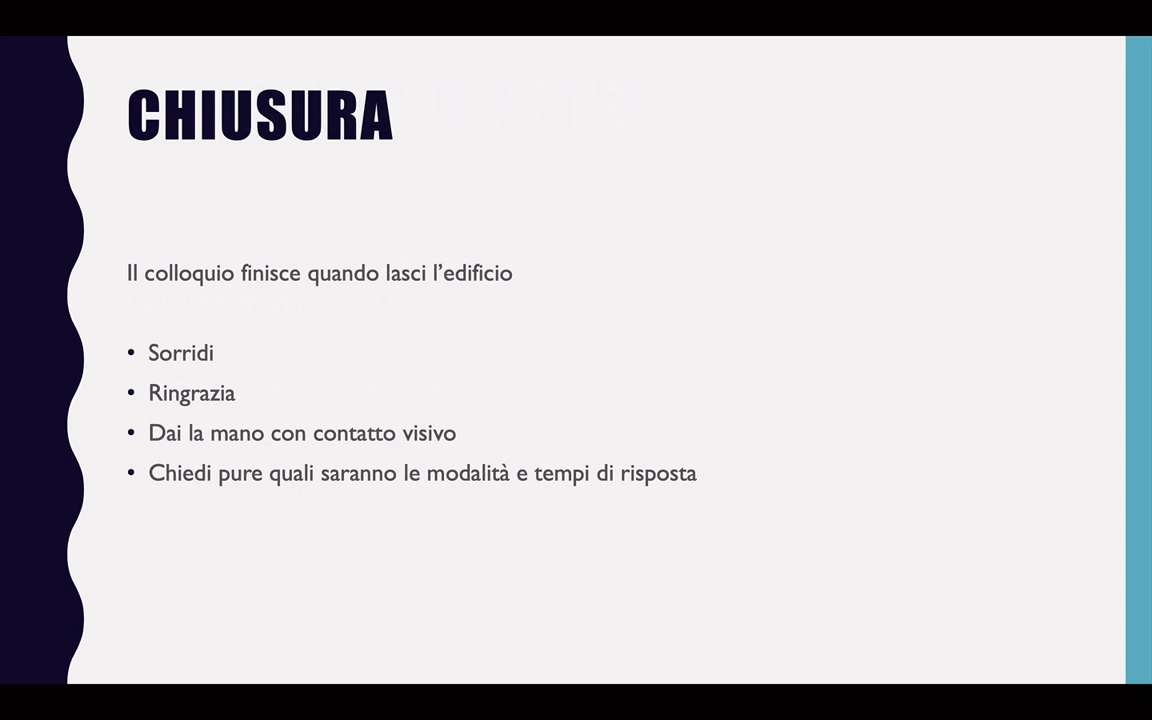 CHIUSURA
Il colloquio finisce quando lasci l’edificio
• Sorridi
• Ringrazia
• Dai la mano con contatto visivo
• Chiedi pure quali saranno le modalità e tempi di risposta